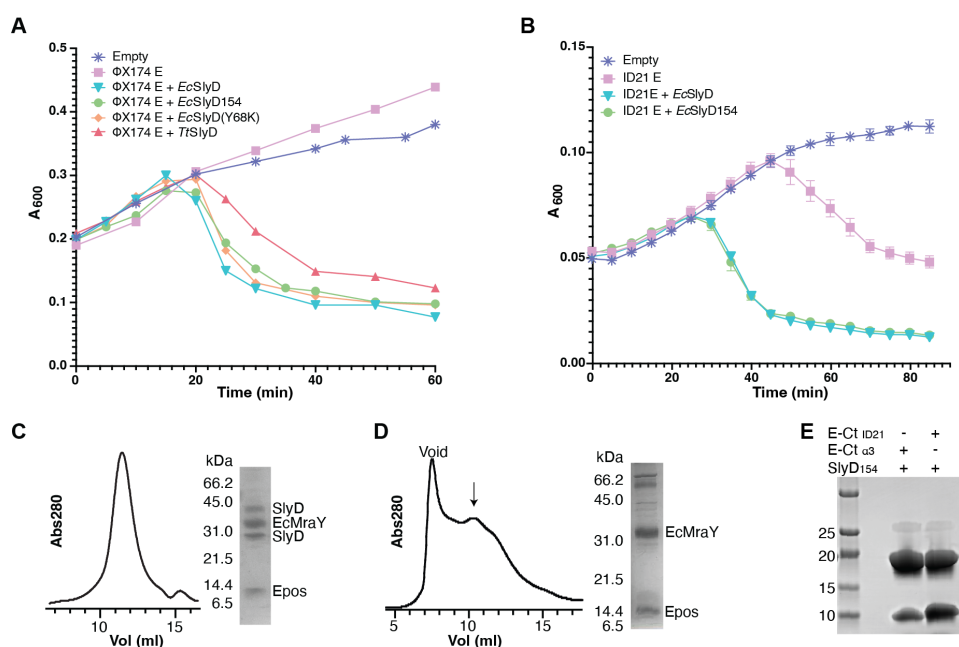 A
0.5
0.4
0.3
0.2
0.1
0.0
A600
0 20 40 60
Time (min)
Empty
ΦX174 E
ΦX174 E + EcSlyD
ΦX174 E + EcSlyD154
ΦX174 E + EcSlyD(Y68K)
ΦX174 E + TtSlyD
B
0.15
0.10
0.05
0.00
A600
0 20 40 60 80
Time (min)
Empty
ID21 E
ID21E + EcSlyD
ID21 E + EcSlyD154
C
Abs280
10 15
Vol (ml)
kDa
66.2
45.0
31.0
21.5
14.4
6.5
SlyD
EcMraY
SlyD
Epos
D
Void
Abs280
5 10 15
Vol (ml)
kDa
66.2
45.0
31.0
21.5
14.4
6.5
EcMraY
Epos
E
E-Ct ID21 - +
E-Ct α3 + -
SlyD154 + +
25
20
15
10